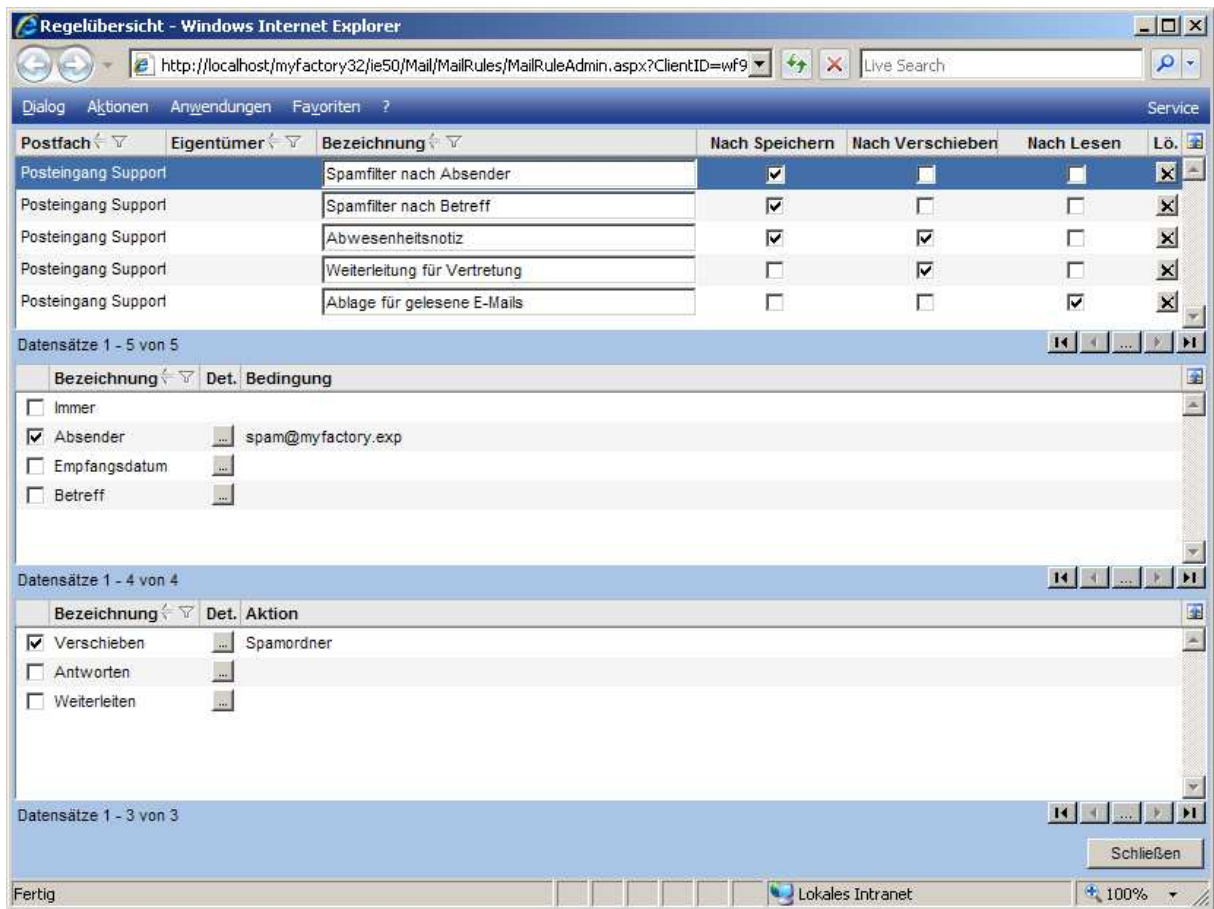 Regelübersicht - Windows Internet Explorer
http://localhost/myfactory32/ie50/Mail/MailRules/MailRuleAdmin.aspx?ClientID=wf9
Live Search
Dialog Aktionen Anwendungen Favoriten ? Service
Postfach Eigentümer Bezeichnung Nach Speichern Nach Verschieben Nach Lesen Lö.
Posteingang Support Spamfilter nach Absender
Posteingang Support Spamfilter nach Betreff
Posteingang Support Abwesenheitsnotiz
Posteingang Support Weiterleitung für Vertretung
Posteingang Support Ablage für gelesene E-Mails
Datensätze 1 - 5 von 5 ...
Bezeichnung Det. Bedingung
Immer
Absender ... spam@myfactory.exp
Empfangsdatum ...
Betreff ...
Datensätze 1 - 4 von 4 ...
Bezeichnung Det. Aktion
Verschieben ... Spamordner
Antworten ...
Weiterleiten ...
Datensätze 1 - 3 von 3 ...
Schließen
Fertig Lokales Intranet 100%